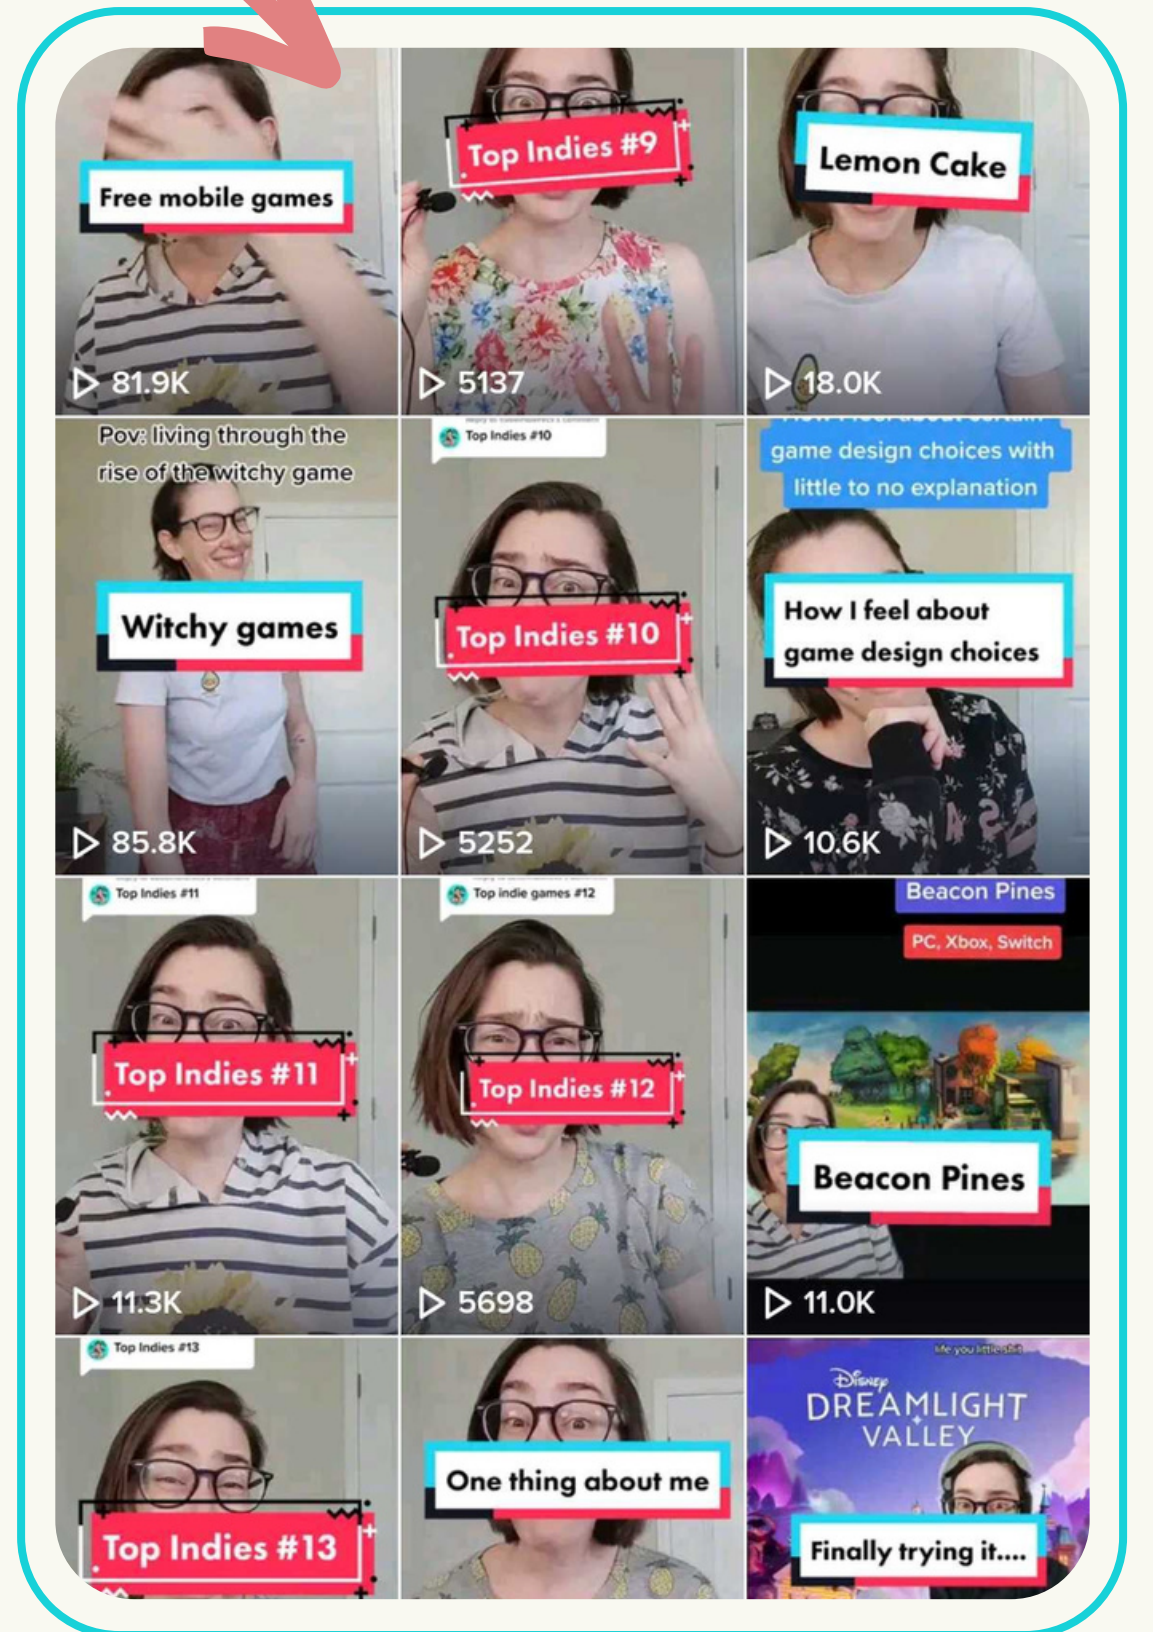 Free mobile games
81.9K
Top Indies #9
5137
Lemon Cake
18.0K
Pov: living through the
rise of the witchy game
Witchy games
85.8K
Top Indies #10
Top Indies #10
5252
game design choices with
little to no explanation
How I feel about
game design choices
10.6K
Top Indies #11
Top Indies #11
11.3K
Top indie games #12
Top Indies #12
5698
Beacon Pines
PC, Xbox, Switch
Beacon Pines
11.0K
Top Indies #13
Top Indies #13
One thing about me
life you little shit
Disney
DREAMLIGHT
VALLEY
Finally trying it....